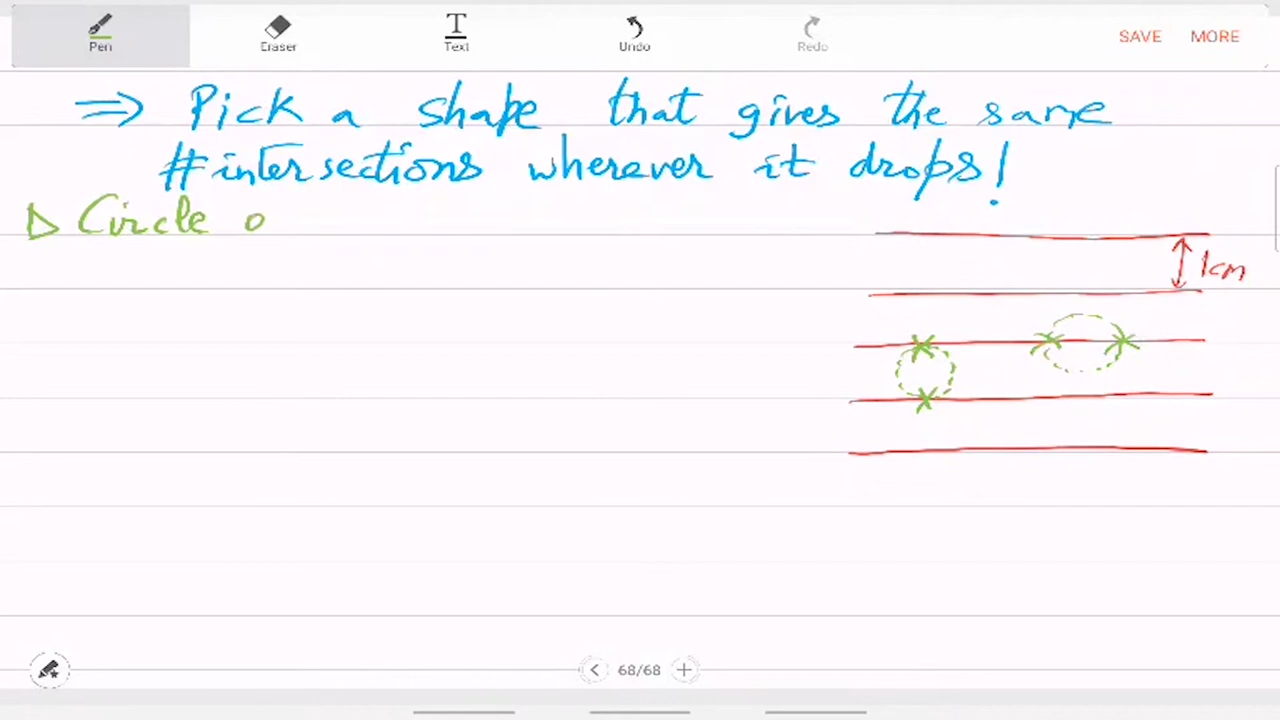 Pen Eraser Text Undo Redo SAVE MORE
⇒ Pick a shape that gives the same
#intersections wherever it drops!
▷ Circle o
1cm
68/68